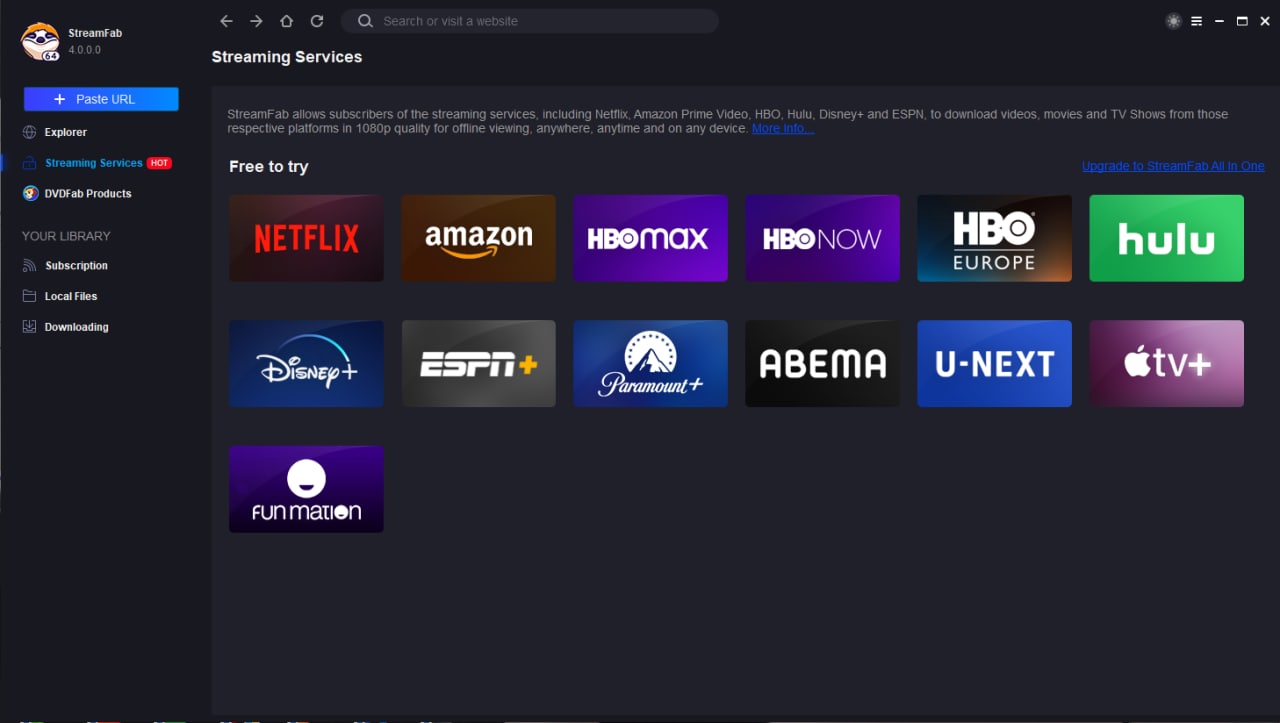 StreamFab
4.0.0.0
64
Search or visit a website
Streaming Services
+ Paste URL
Explorer
Streaming Services HOT
DVDFab Products
YOUR LIBRARY
Subscription
Local Files
Downloading
StreamFab allows subscribers of the streaming services, including Netflix, Amazon Prime Video, HBO, Hulu, Disney+ and ESPN, to download videos, movies and TV Shows from those
respective platforms in 1080p quality for offline viewing, anywhere, anytime and on any device. More Info...
Free to try
Upgrade to StreamFab All In One
NETFLIX
amazon
HBOMAX
HBONOW
HBO
EUROPE
hulu
Disney+
ESPN+
Paramount+
ABEMA
U-NEXT
tv+
FUNIMATION